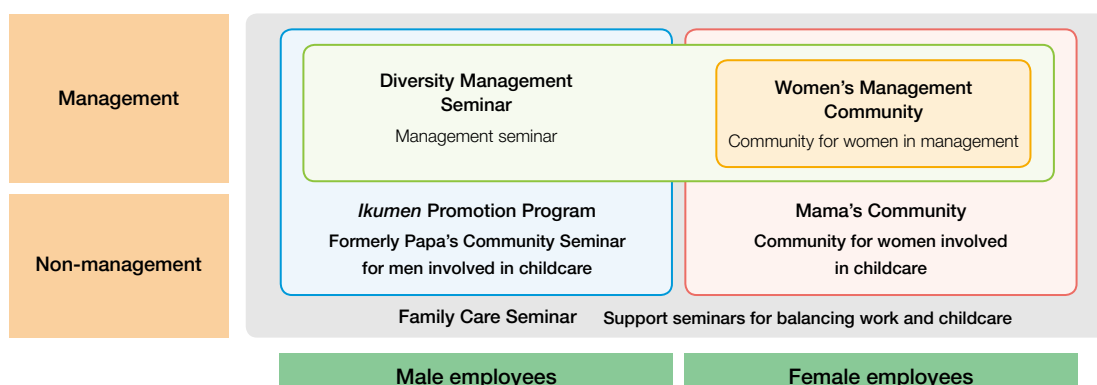 Management
Diversity Management
Seminar
Management seminar
Women’s Management
Community
Community for women in management
Non-management
Ikumen Promotion Program
Formerly Papa’s Community Seminar
for men involved in childcare
Mama’s Community
Community for women involved
in childcare
Family Care Seminar Support seminars for balancing work and childcare
Male employees
Female employees